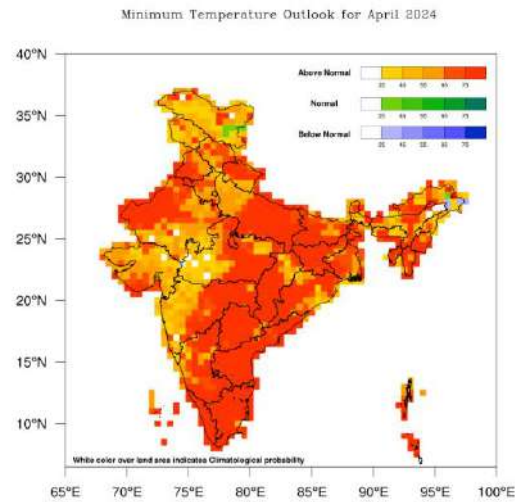 Minimum Temperature Outlook for April 2024
40°N
35°N
30°N
25°N
20°N
15°N
10°N
65°E 70°E 75°E 80°E 85°E 90°E 95°E 100°E
Above Normal
Normal
Below Normal
White color over land area indicates Climatological probability